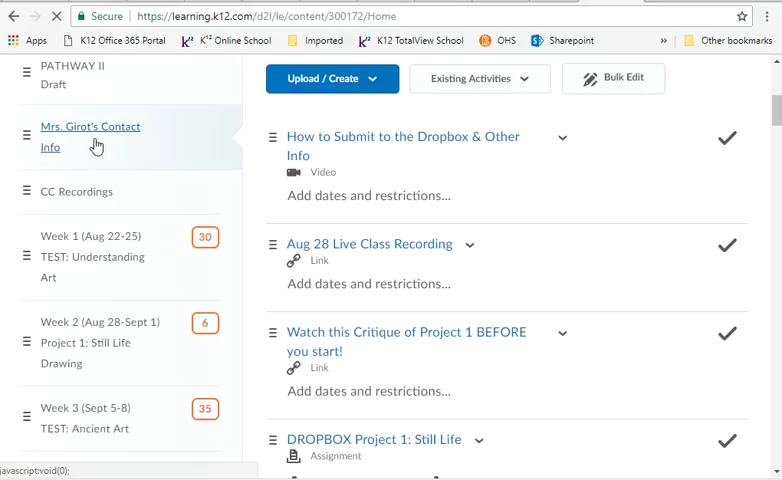 Secure https://learning.k12.com/d2l/le/content/300172/Home
Apps K12 Office 365 Portal K¹² Online School Imported K12 TotalView School OHS Sharepoint » Other bookmarks
PATHWAY II
Draft
Mrs. Girot's Contact
Info
CC Recordings
Week 1 (Aug 22-25) 30
TEST: Understanding
Art
Week 2 (Aug 28-Sept 1) 6
Project 1: Still Life
Drawing
Week 3 (Sept 5-8) 35
TEST: Ancient Art
javascript:void(0);
Upload / Create Existing Activities Bulk Edit
How to Submit to the Dropbox & Other
Info
Video
Add dates and restrictions...
Aug 28 Live Class Recording
Link
Add dates and restrictions...
Watch this Critique of Project 1 BEFORE
you start!
Link
Add dates and restrictions...
DROPBOX Project 1: Still Life
Assignment